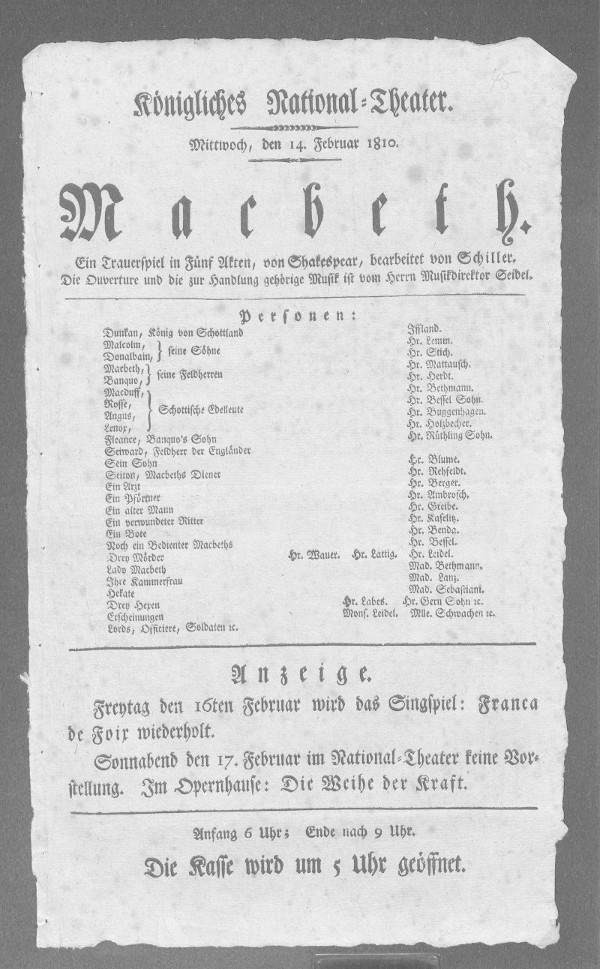 Königliches National-Theater.
Mittwoch, den 14. Februar 1810.
Macbeth.
Ein Trauerspiel in Fünf Akten, von Shakespear, bearbeitet von Schiller.
Die Ouverture und die zur Handlung gehörige Musik ist vom Herrn Musikdirektor Seidel.
Personen:
Dunkan, König von Schottland Iffland.
Malcolm, Hr. Lemm.
Donalbain, } seine Söhne Hr. Stich.
Macbeth, Hr. Mattausch.
Banquo, } seine Feldherren Hr. Herdt.
Macduff, Hr. Bethmann.
Rosse, Hr. Bessel Sohn.
Angus, } Schottische Edelleute Hr. Buggenhagen.
Lenox, Hr. Holzbecher.
Fleance, Banquo's Sohn Hr. Rüthling Sohn.
Seiward, Feldherr der Engländer
Sein Sohn Hr. Blume.
Seiton, Macbeths Diener Hr. Rehfeldt.
Ein Arzt Hr. Berger.
Ein Pförtner Hr. Ambrosch.
Ein alter Mann Hr. Greibe.
Ein verwundeter Ritter Hr. Kaselitz.
Ein Bote Hr. Benda.
Noch ein Bedienter Macbeths Hr. Bessel.
Drey Mörder Hr. Wauer. Hr. Lattig. Hr. Leidel.
Lady Macbeth Mad. Bethmann.
Ihre Kammerfrau Mad. Lanz.
Hekate Mad. Sebastiani.
Drey Hexen Hr. Labes. Hr. Gern Sohn ꝛc.
Erscheinungen Mons. Leidel. Mlle. Schwachen ꝛc.
Lords, Officiere, Soldaten ꝛc.
Anzeige.
Freytag den 16ten Februar wird das Singspiel: Franca
de Foix wiederholt.
Sonnabend den 17. Februar im National-Theater keine Vor-
stellung. Im Opernhause: Die Weihe der Kraft.
Anfang 6 Uhr; Ende nach 9 Uhr.
Die Kasse wird um 5 Uhr geöffnet.